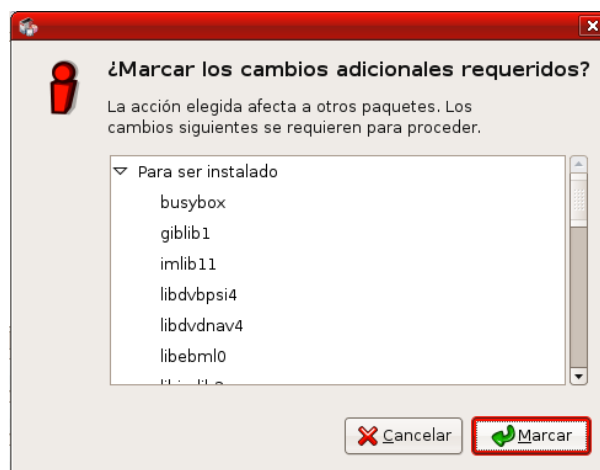 ¿Marcar los cambios adicionales requeridos?
La acción elegida afecta a otros paquetes. Los
cambios siguientes se requieren para proceder.
Para ser instalado
busybox
giblib1
imlib11
libdvbpsi4
libdvdnav4
libebml0
Cancelar
Marcar